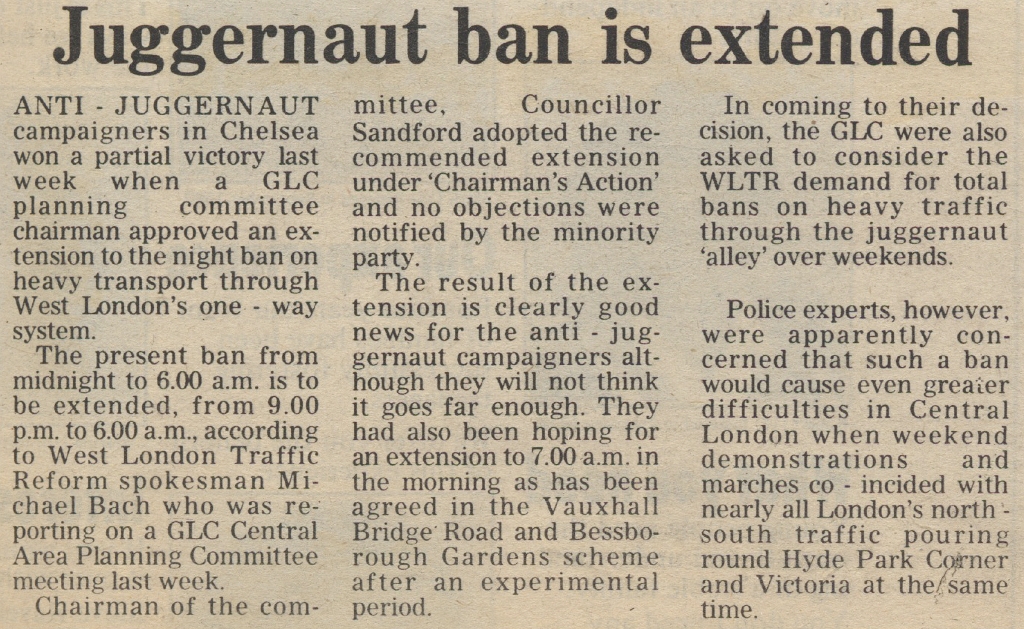 Juggernaut ban is extended
ANTI - JUGGERNAUT
campaigners in Chelsea
won a partial victory last
week when a GLC
planning committee
chairman approved an ex-
tension to the night ban on
heavy transport through
West London's one - way
system.
The present ban from
midnight to 6.00 a.m. is to
be extended, from 9.00
p.m. to 6.00 a.m., according
to West London Traffic
Reform spokesman Mi-
chael Bach who was re-
porting on a GLC Central
Area Planning Committee
meeting last week.
Chairman of the com-
mittee, Councillor
Sandford adopted the re-
commended extension
under 'Chairman's Action'
and no objections were
notified by the minority
party.
The result of the ex-
tension is clearly good
news for the anti - jug-
gernaut campaigners alt-
hough they will not think
it goes far enough. They
had also been hoping for
an extension to 7.00 a.m. in
the morning as has been
agreed in the Vauxhall
Bridge Road and Bessbo-
rough Gardens scheme
after an experimental
period.
In coming to their de-
cision, the GLC were also
asked to consider the
WLTR demand for total
bans on heavy traffic
through the juggernaut
'alley' over weekends.
Police experts, however,
were apparently con-
cerned that such a ban
would cause even greater
difficulties in Central
London when weekend
demonstrations and
marches co - incided with
nearly all London's north -
south traffic pouring
round Hyde Park Corner
and Victoria at the same
time.